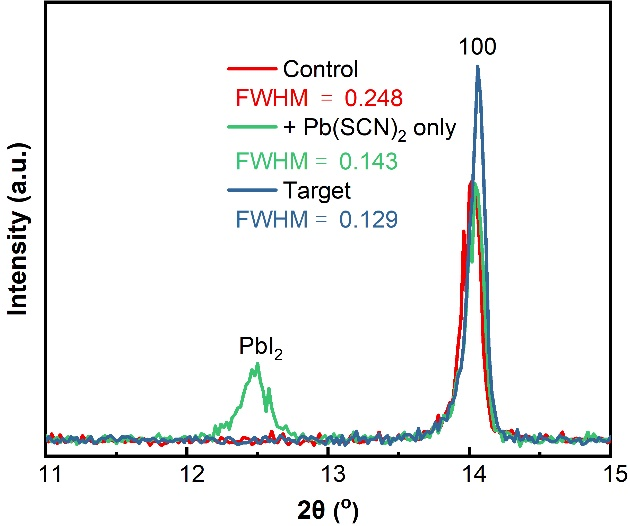 100
Control
FWHM = 0.248
+ Pb(SCN)₂ only
FWHM = 0.143
Target
FWHM = 0.129
PbI₂
Intensity (a.u.)
11 12 13 14 15
2θ (°)